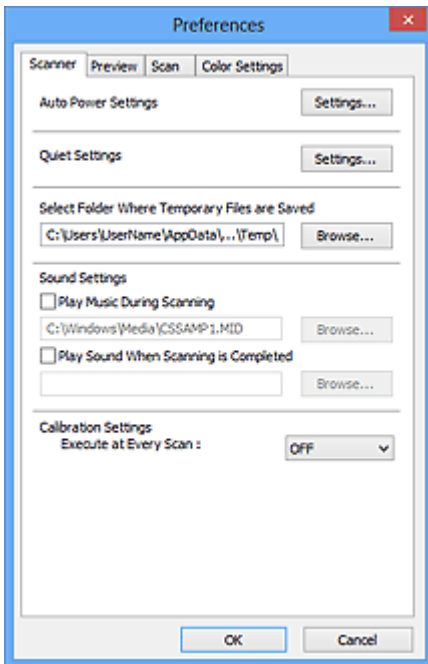 Preferences
Scanner Preview Scan Color Settings
Auto Power Settings Settings...
Quiet Settings Settings...
Select Folder Where Temporary Files are Saved
C:\Users\UserName\AppData\...\Temp\ Browse...
Sound Settings
Play Music During Scanning
C:\Windows\Media\CSSAMP1.MID Browse...
Play Sound When Scanning is Completed
Browse...
Calibration Settings
Execute at Every Scan : OFF
OK Cancel